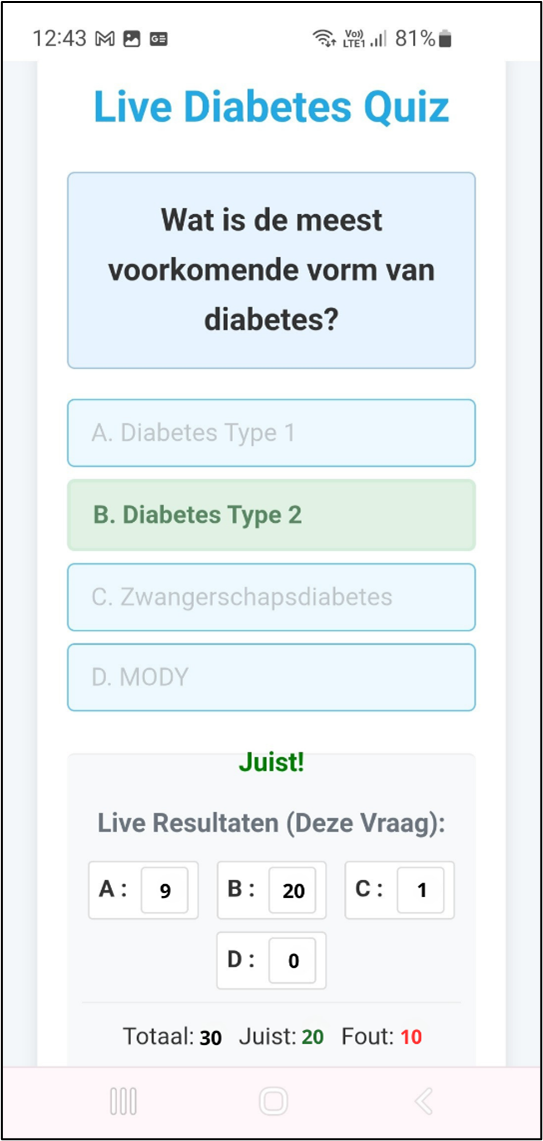 12:43 81%
Live Diabetes Quiz
Wat is de meest
voorkomende vorm van
diabetes?
A. Diabetes Type 1
B. Diabetes Type 2
C. Zwangerschapsdiabetes
D. MODY
Juist!
Live Resultaten (Deze Vraag):
A : 9 B : 20 C : 1
D : 0
Totaal: 30 Juist: 20 Fout: 10